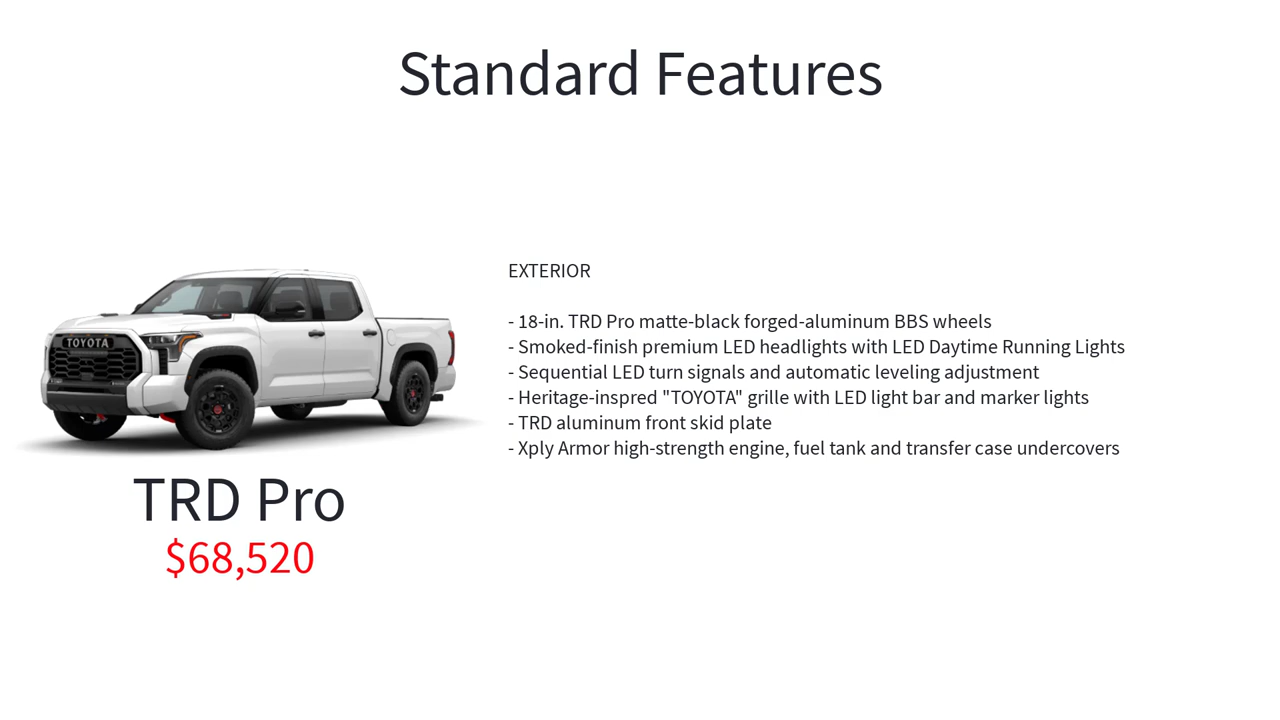 Standard Features
EXTERIOR
- 18-in. TRD Pro matte-black forged-aluminum BBS wheels
- Smoked-finish premium LED headlights with LED Daytime Running Lights
- Sequential LED turn signals and automatic leveling adjustment
- Heritage-inspred "TOYOTA" grille with LED light bar and marker lights
- TRD aluminum front skid plate
- Xply Armor high-strength engine, fuel tank and transfer case undercovers
TOYOTA
TRD Pro
$68,520